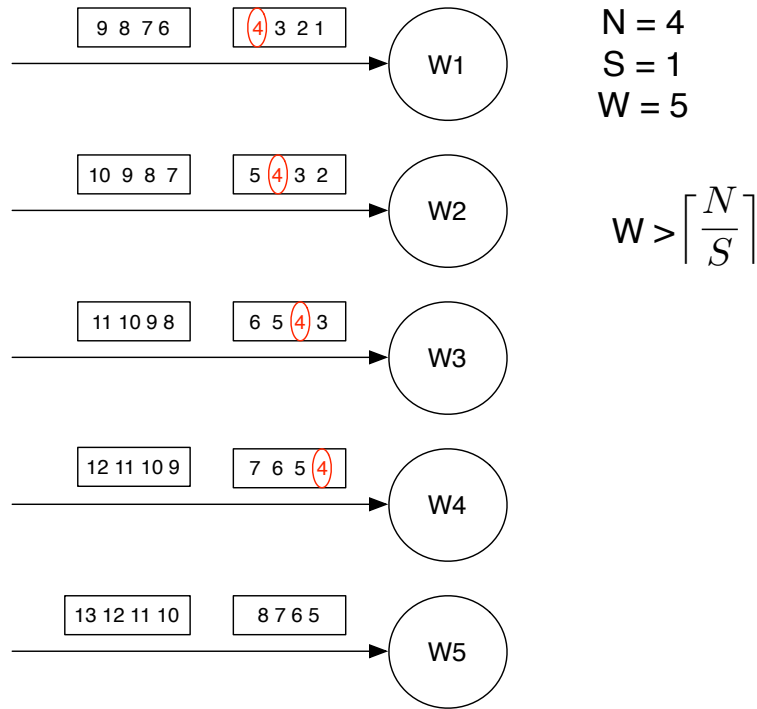 9 8 7 6
4 3 2 1
W1
N = 4
S = 1
W = 5
10 9 8 7
5 4 3 2
W2
W > ⌈N/S⌉
11 10 9 8
6 5 4 3
W3
12 11 10 9
7 6 5 4
W4
13 12 11 10
8 7 6 5
W5